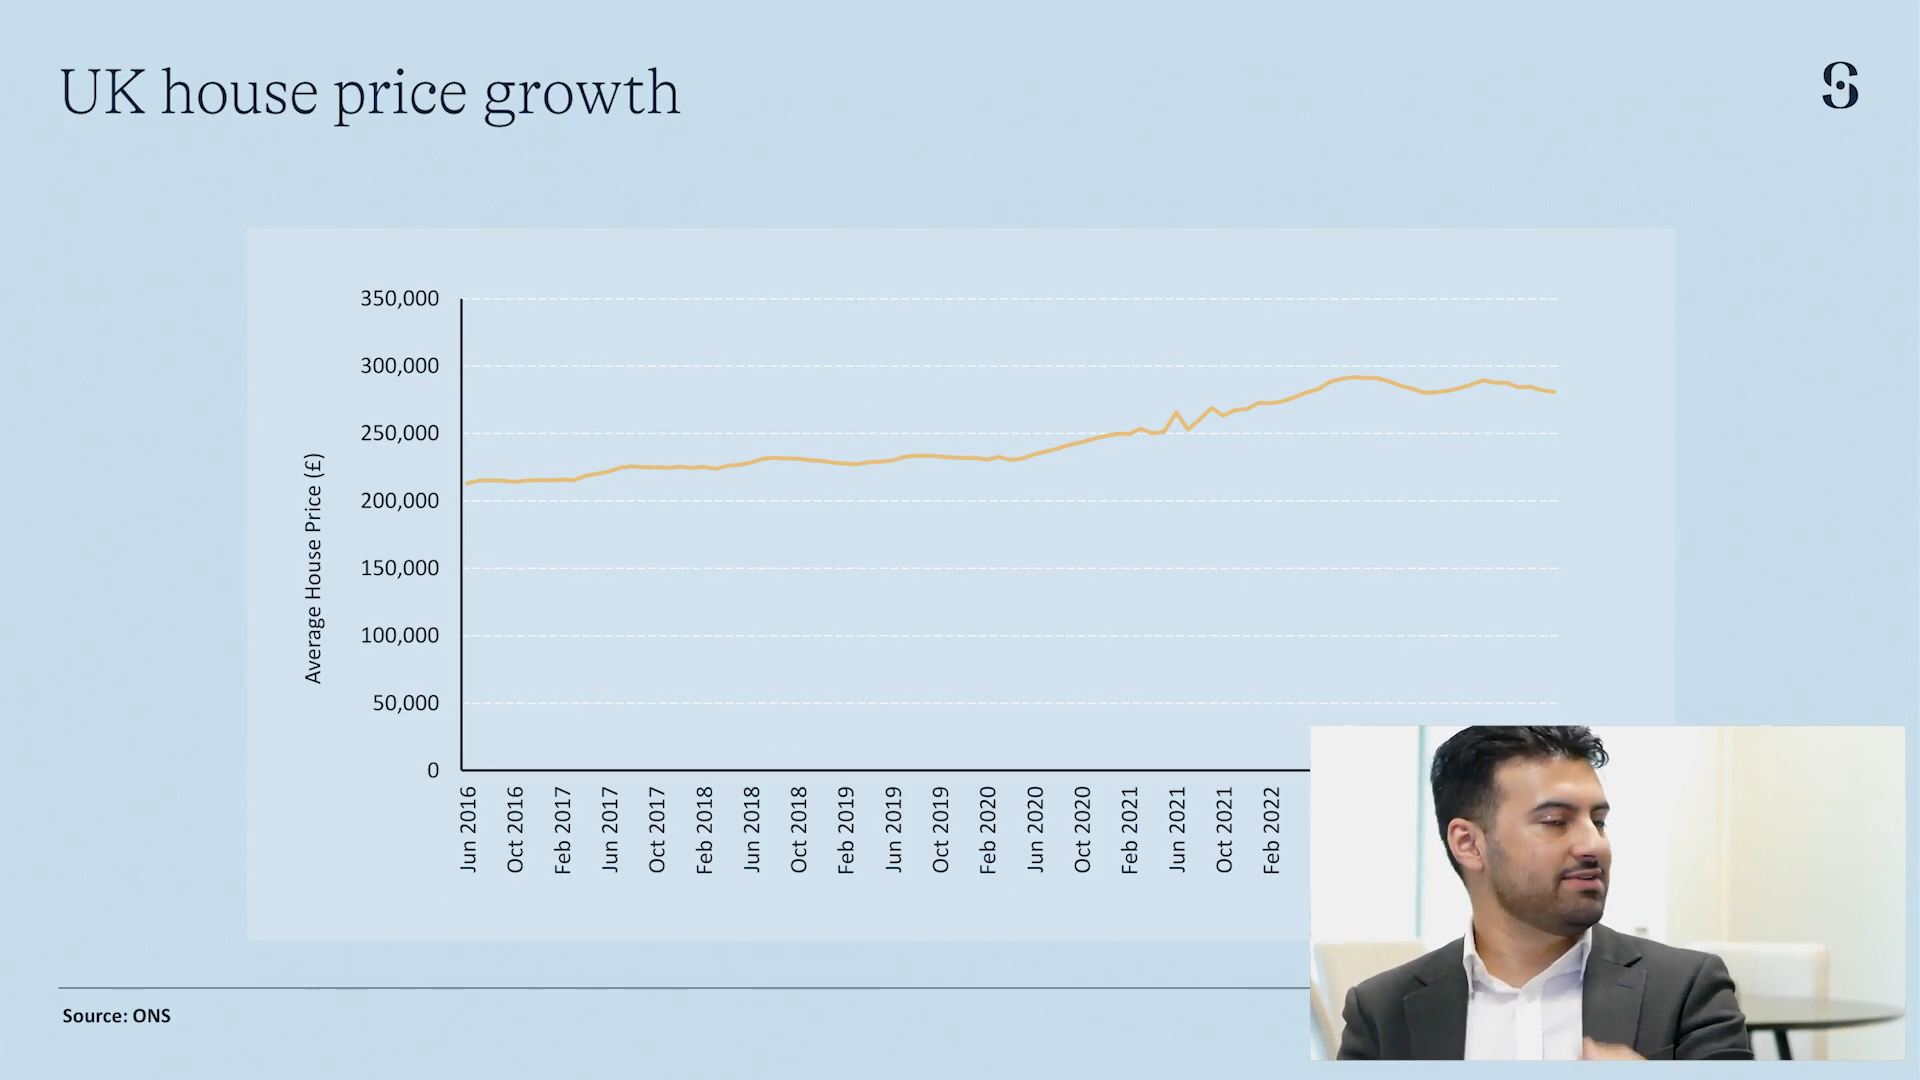 UK house price growth
350,000
300,000
250,000
200,000
150,000
100,000
50,000
0
Average House Price (£)
Jun 2016
Oct 2016
Feb 2017
Jun 2017
Oct 2017
Feb 2018
Jun 2018
Oct 2018
Feb 2019
Jun 2019
Oct 2019
Feb 2020
Jun 2020
Oct 2020
Feb 2021
Jun 2021
Oct 2021
Feb 2022
Source: ONS